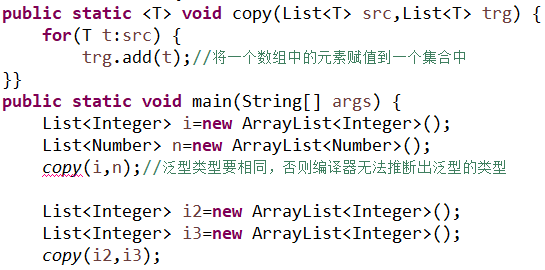 public static <T> void copy(List<T> src,List<T> trg) {
for(T t:src) {
trg.add(t);//将一个数组中的元素赋值到一个集合中
}}
public static void main(String[] args) {
List<Integer> i=new ArrayList<Integer>();
List<Number> n=new ArrayList<Number>();
copy(i,n);//泛型类型要相同，否则编译器无法推断出泛型的类型
List<Integer> i2=new ArrayList<Integer>();
List<Integer> i3=new ArrayList<Integer>();
copy(i2,i3);